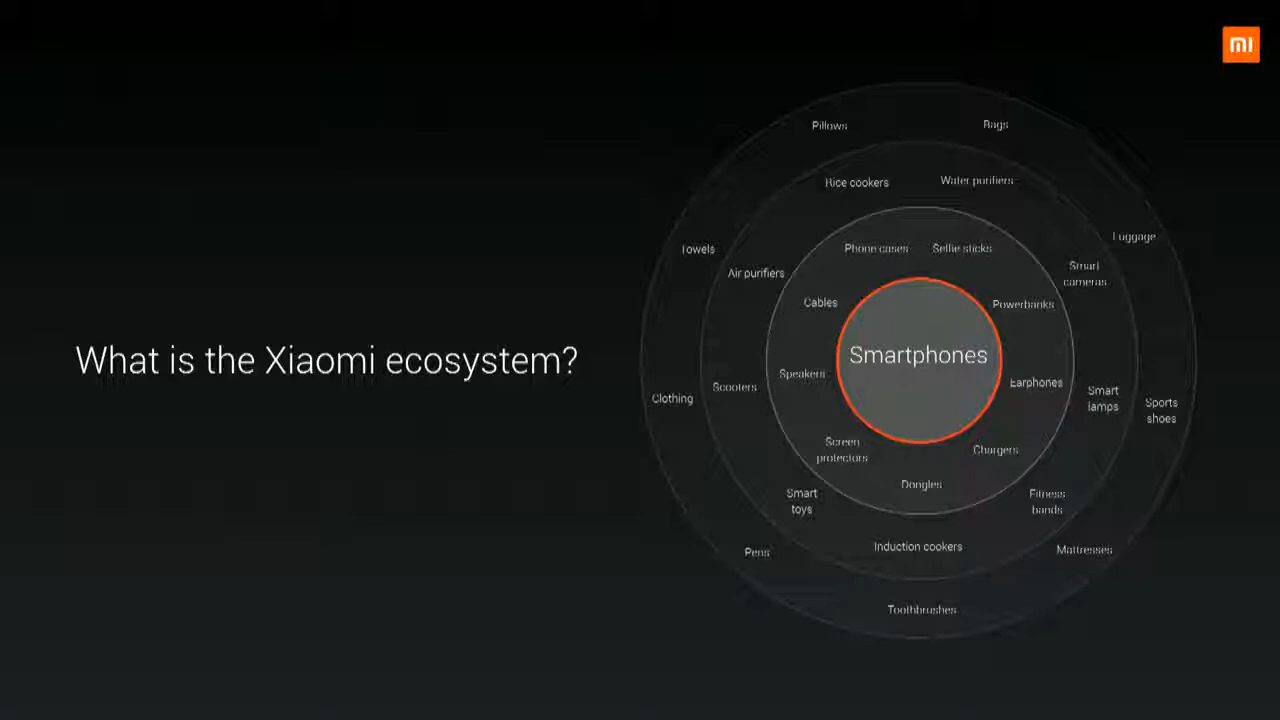 mi
What is the Xiaomi ecosystem?
Pillows
Bags
Rice cookers
Water purifiers
Towels
Luggage
Phone cases
Selfie sticks
Air purifiers
Smart
cameras
Cables
Powerbanks
Smartphones
Speakers
Earphones
Scooters
Clothing
Smart
lamps
Sports
shoes
Screen
protectors
Chargers
Dongles
Smart
toys
Fitness
bands
Induction cookers
Pens
Mattresses
Toothbrushes